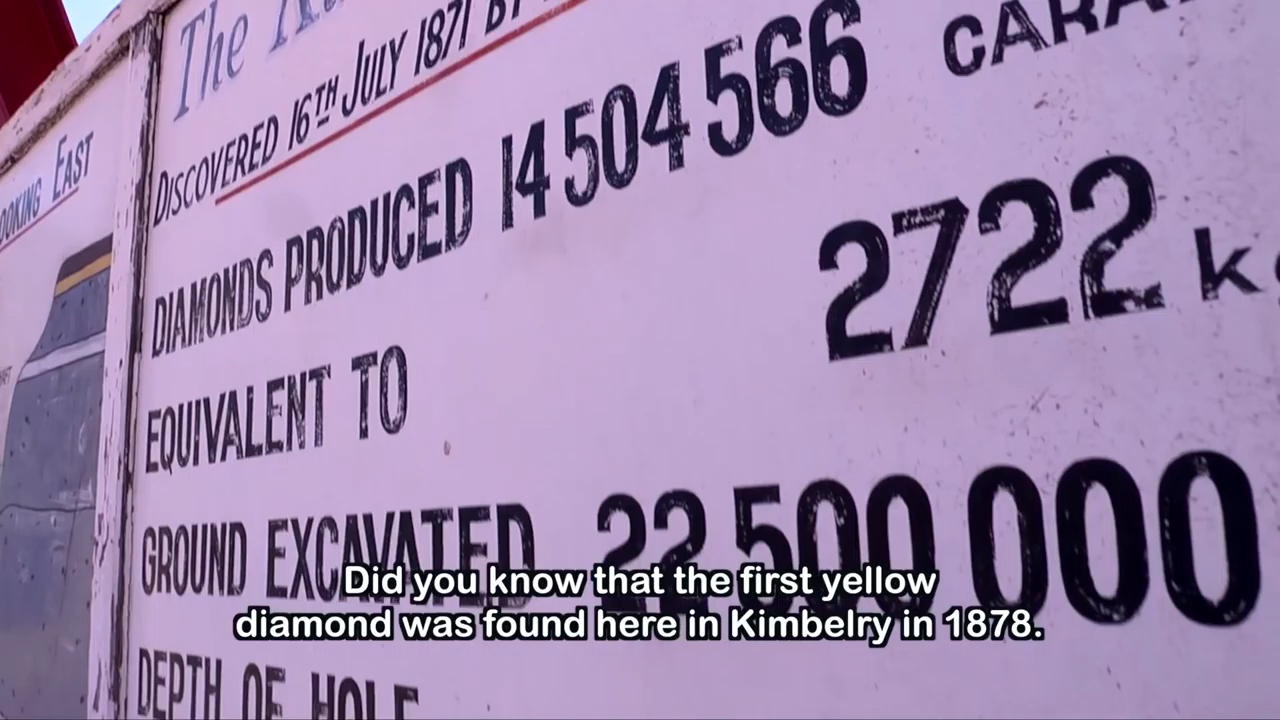 OOKING EAST
The
DISCOVERED 16TH JULY 1871 BY
DIAMONDS PRODUCED 14 504 566 CARA
EQUIVALENT TO 2722 k
GROUND EXCAVATED 22 500 000
DEPTH OF HOLE
Did you know that the first yellow
diamond was found here in Kimbelry in 1878.